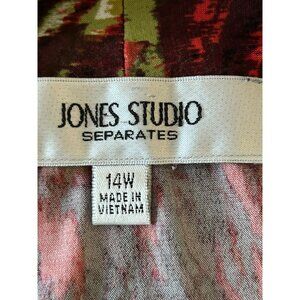 JONES STUDIO
SEPARATES
14W
MADE IN
VIETNAM